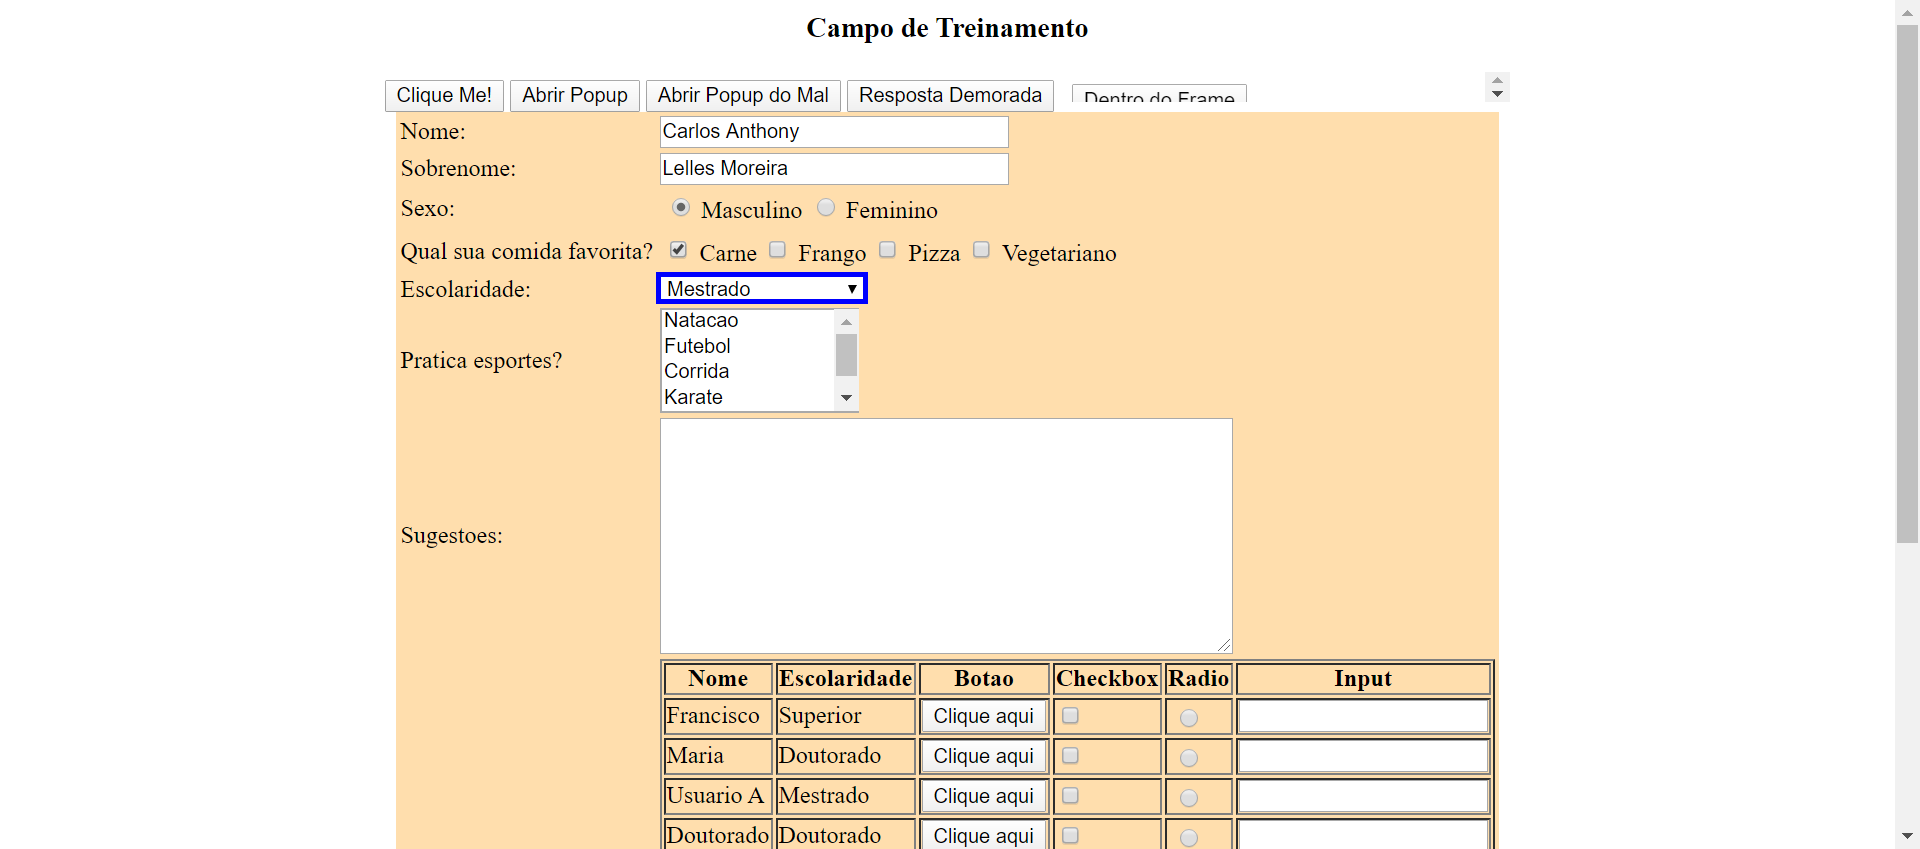 Campo de Treinamento
Clique Me! Abrir Popup Abrir Popup do Mal Resposta Demorada Dentro do Frame
Nome: Carlos Anthony
Sobrenome: Lelles Moreira
Sexo: Masculino Feminino
Qual sua comida favorita? Carne Frango Pizza Vegetariano
Escolaridade: Mestrado
Pratica esportes?
Natacao
Futebol
Corrida
Karate
Sugestoes:
Nome Escolaridade Botao Checkbox Radio Input
Francisco Superior Clique aqui
Maria Doutorado Clique aqui
Usuario A Mestrado Clique aqui
Doutorado Doutorado Clique aqui